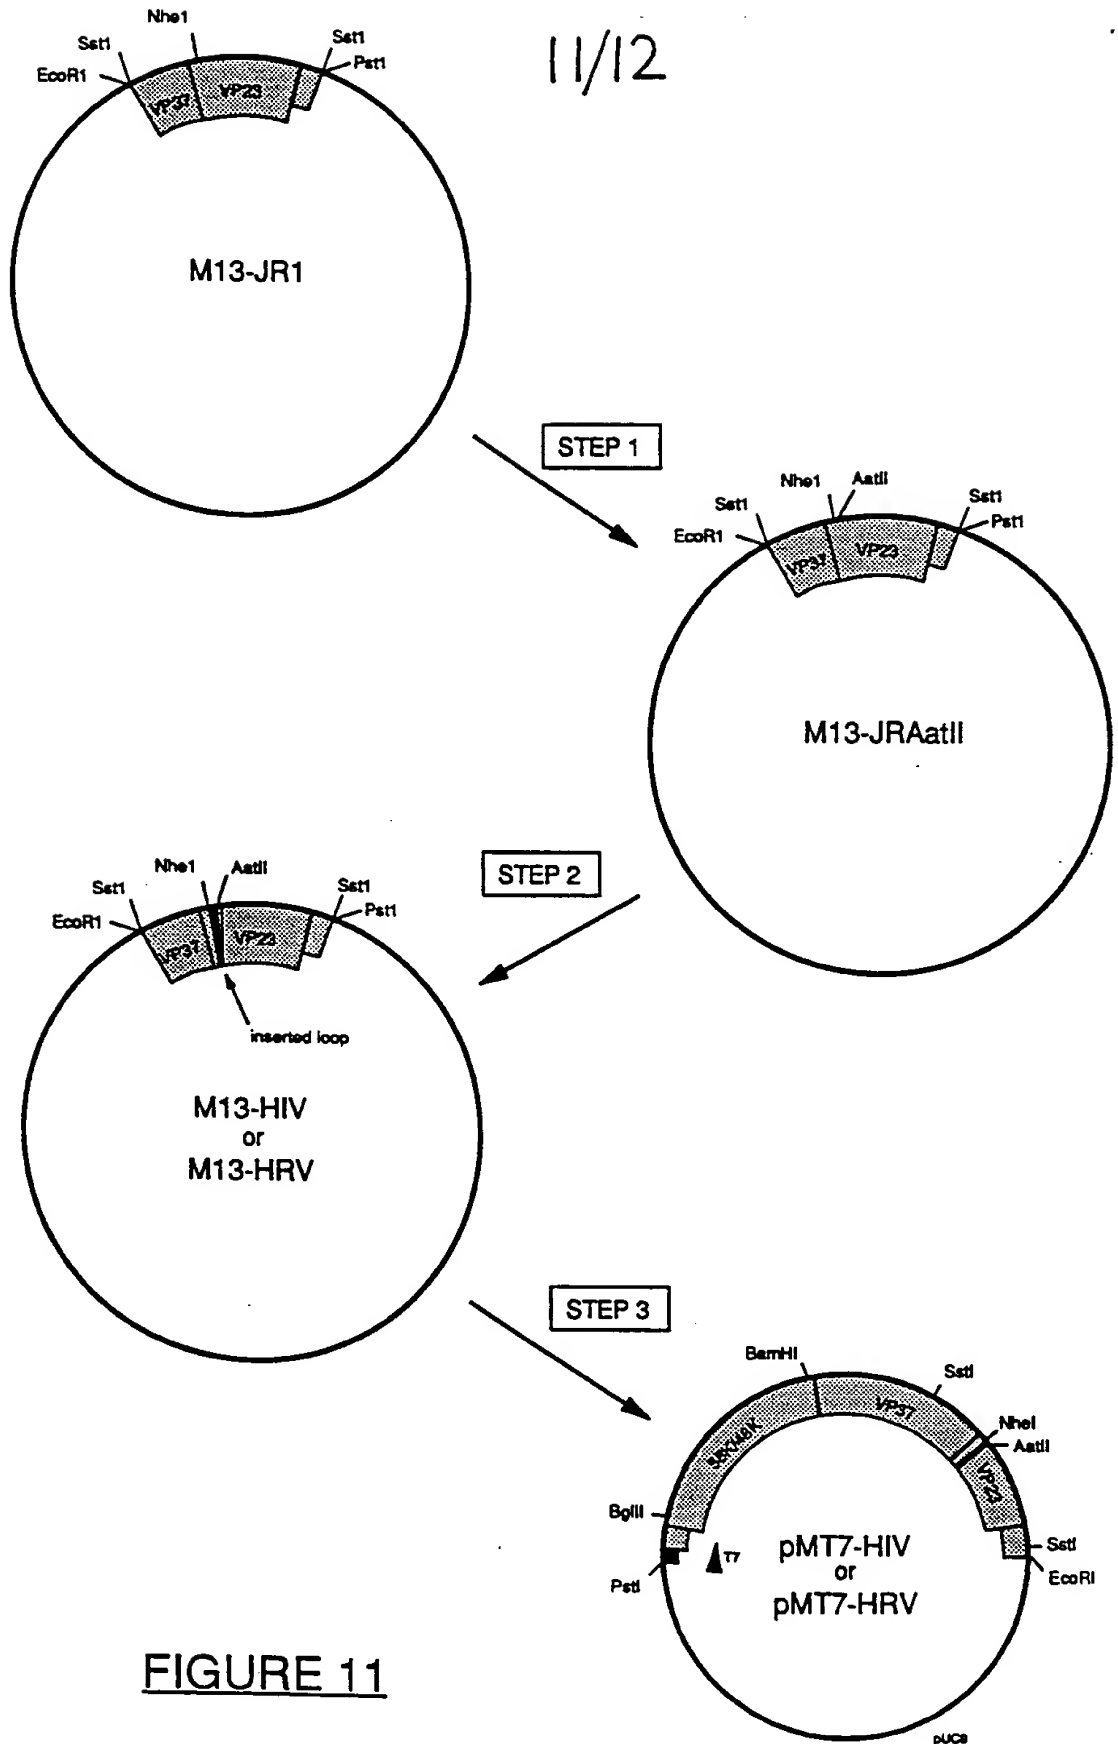 11/12
Nhe1
Sst1
Sst1
EcoR1
Pst1
VP37
VP23
M13-JR1
STEP 1
Nhe1
AatII
Sst1
Sst1
EcoR1
Pst1
VP37
VP23
M13-JRAatII
STEP 2
Nhe1
AatII
Sst1
Sst1
EcoR1
Pst1
VP37
VP23
inserted loop
M13-HIV
or
M13-HRV
STEP 3
BamHI
SstI
VP37
NheI
AatII
58K/48K
VP23
BglII
SstI
T7
PstI
EcoRI
pMT7-HIV
or
pMT7-HRV
FIGURE 11